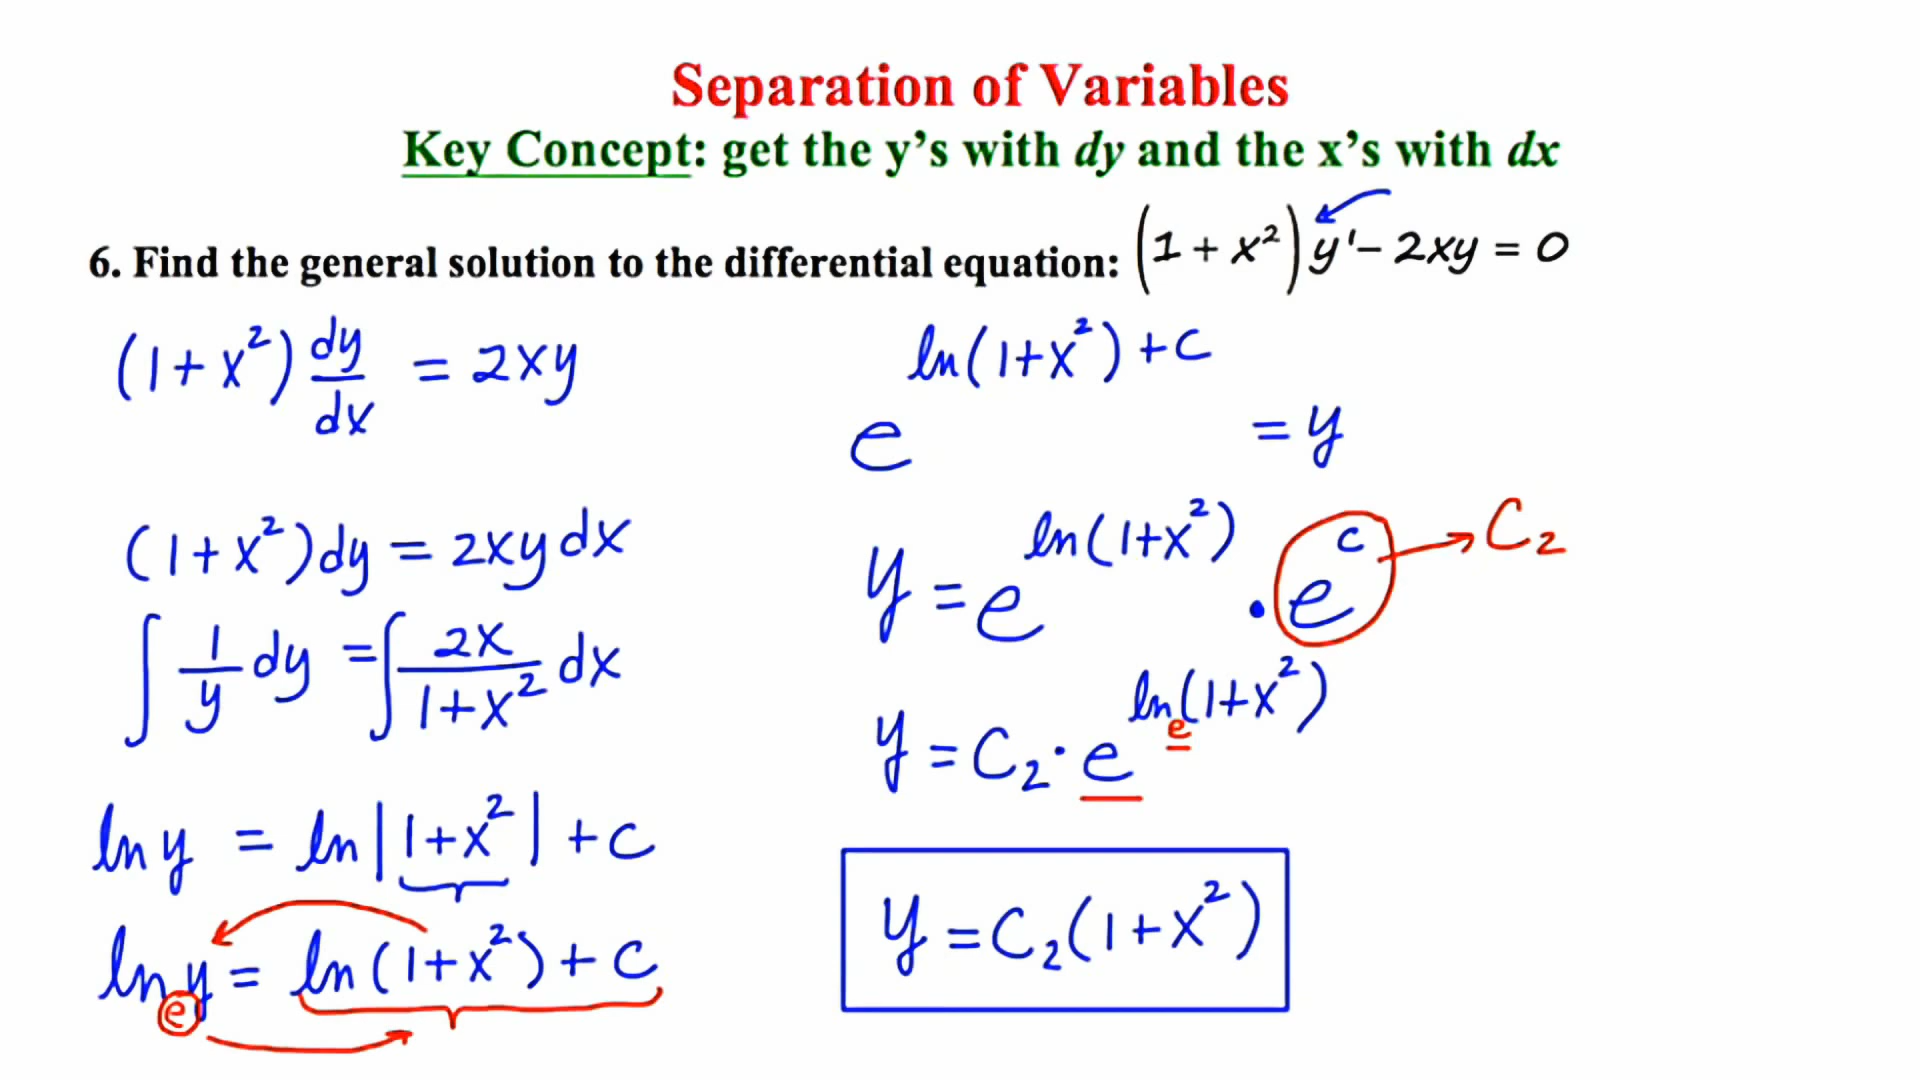 Separation of Variables
Key Concept: get the y's with dy and the x's with dx
6. Find the general solution to the differential equation: (1 + x²) y' − 2xy = 0
(1+x²) dy/dx = 2xy
(1+x²)dy = 2xy dx
∫ 1/y dy = ∫ 2x/(1+x²) dx
ln y = ln|1+x²| + c
ln_e y = ln(1+x²) + c
e^(ln(1+x²)+c) = y
y = e^(ln(1+x²)) · e^c → C₂
y = C₂ · e^(ln_e(1+x²))
y = C₂(1+x²)